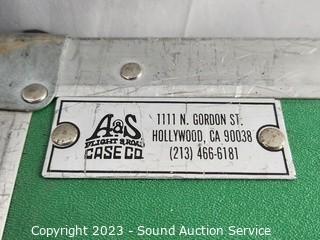 A&S
FLIGHT & ROAD
CASE CO.
1111 N. GORDON ST.
HOLLYWOOD, CA 90038
(213) 466-6181
Copyright 2023 - Sound Auction Service